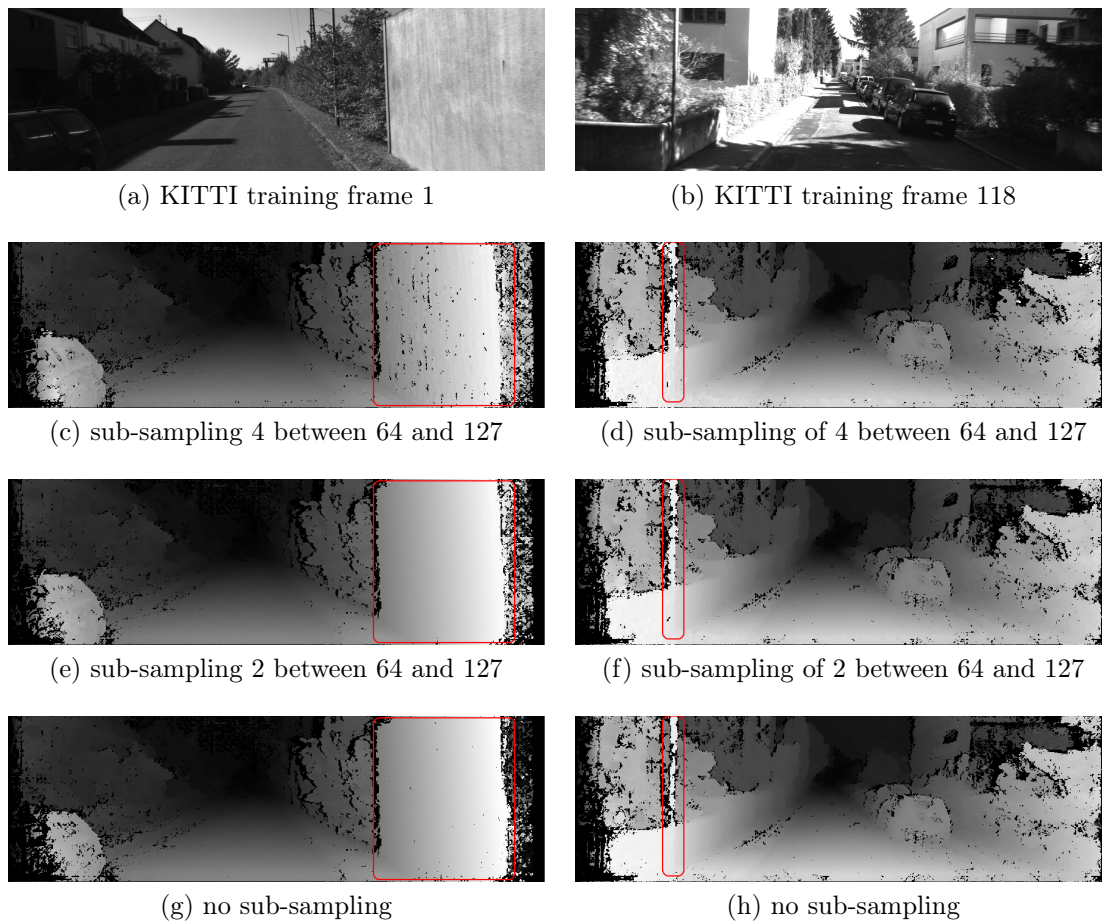 (a) KITTI training frame 1
(b) KITTI training frame 118
(c) sub-sampling 4 between 64 and 127
(d) sub-sampling of 4 between 64 and 127
(e) sub-sampling 2 between 64 and 127
(f) sub-sampling of 2 between 64 and 127
(g) no sub-sampling
(h) no sub-sampling